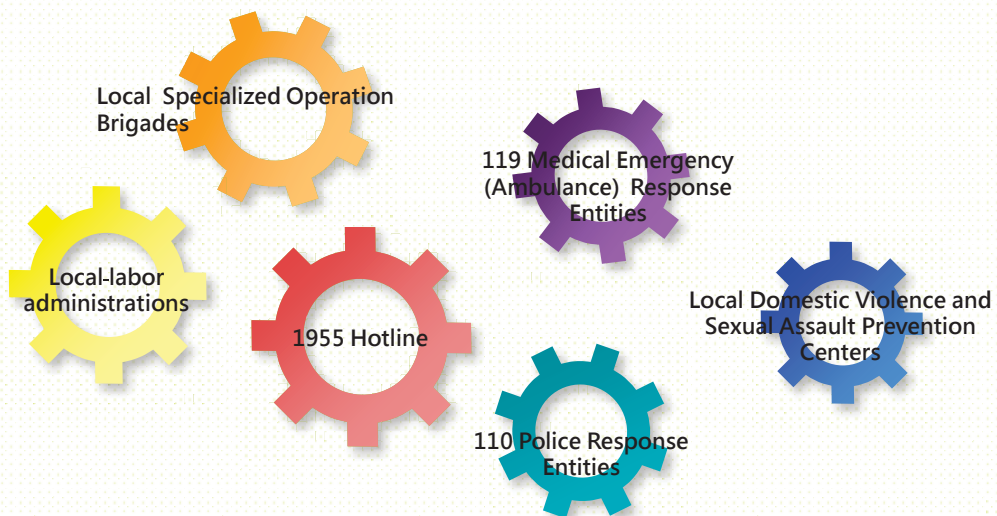 Local Specialized Operation
Brigades
119 Medical Emergency
(Ambulance) Response
Entities
Local-labor
administrations
1955 Hotline
Local Domestic Violence and
Sexual Assault Prevention
Centers
110 Police Response
Entities